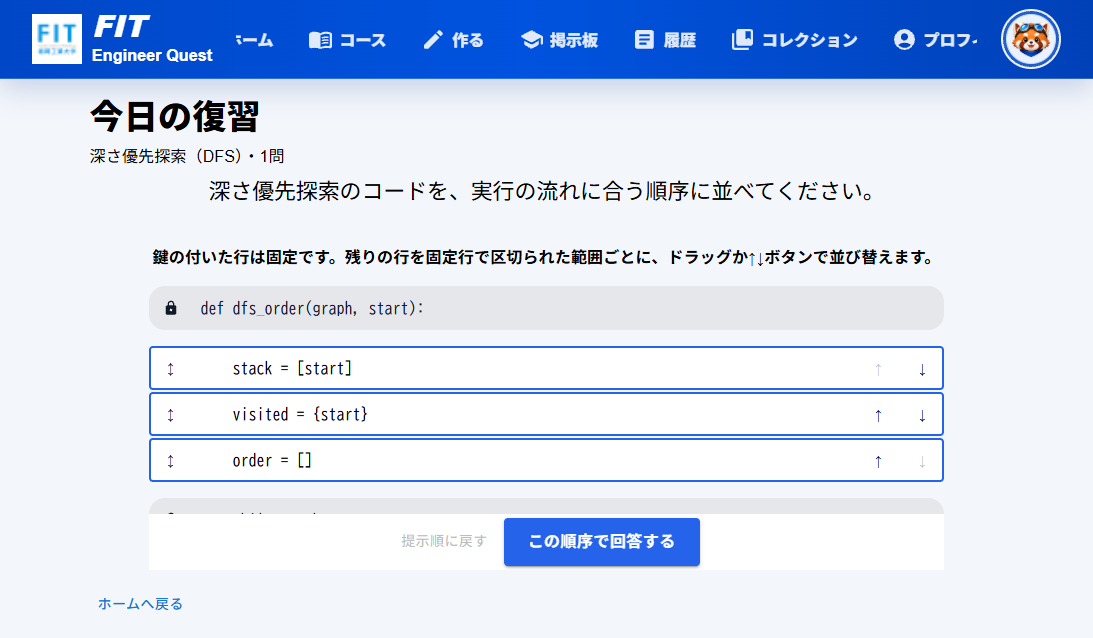 FIT
FIT
Engineer Quest
ーム
コース
作る
掲示板
履歴
コレクション
プロフ
今日の復習
深さ優先探索（DFS）・1問
深さ優先探索のコードを、実行の流れに合う順序に並べてください。
鍵の付いた行は固定です。残りの行を固定行で区切られた範囲ごとに、ドラッグか↑↓ボタンで並び替えます。
def dfs_order(graph, start):
↕ stack = [start] ↑ ↓
↕ visited = {start} ↑ ↓
↕ order = [] ↑ ↓
提示順に戻す
この順序で回答する
ホームへ戻る